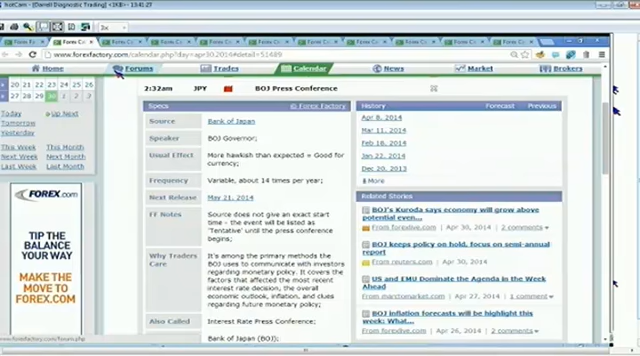 HotCam - (Darrell Diagnostic Trading) <1KB> - 13:41:23
3x
www.forexfactory.com/calendar.php?day=apr30.2014#detail=51689
Home
Forums
Trades
Calendar
News
Market
Brokers
20 21 22 23 24 25 26
27 28 29 30 1 2 3
Today
Up Next
Tomorrow
Yesterday
This Week
This Month
Next Week
Next Month
Last Week
Last Month
FOREX.com
TIP THE
BALANCE
YOUR WAY
MAKE THE
MOVE TO
FOREX.COM
2:32am JPY BOJ Press Conference
Specs
© Forex Factory
Source
Bank of Japan
Speaker
BOJ Governor;
Usual Effect
More hawkish than expected = Good for
currency;
Frequency
Variable, about 14 times per year;
Next Release
May 21, 2014
FF Notes
Source does not give an exact start
time - the event will be listed as
'Tentative' until the press conference
begins;
Why Traders
Care
It's among the primary methods the
BOJ uses to communicate with investors
regarding monetary policy. It covers the
factors that affected the most recent
interest rate decision, the overall
economic outlook, inflation, and clues
regarding future monetary policy;
Also Called
Interest Rate Press Conference;
Bank of Japan (BOJ);
History
Forecast
Previous
Apr 8, 2014
Mar 11, 2014
Feb 18, 2014
Jan 22, 2014
Dec 20, 2013
More
Related Stories
BOJ's Kuroda says economy will grow above
potential even...
From forexlive.com | Apr 30, 2014 | 2 comments
BOJ keeps policy on hold, focus on semi-annual
report
From reuters.com | Apr 30, 2014
US and EMU Dominate the Agenda in the Week
Ahead
From marctomarket.com | Apr 27, 2014 | 1 comment
BOJ inflation forecasts will be highlight this
week: What...
From forexlive.com | Apr 26, 2014 | 2 comments
www.forexfactory.com/forum.php